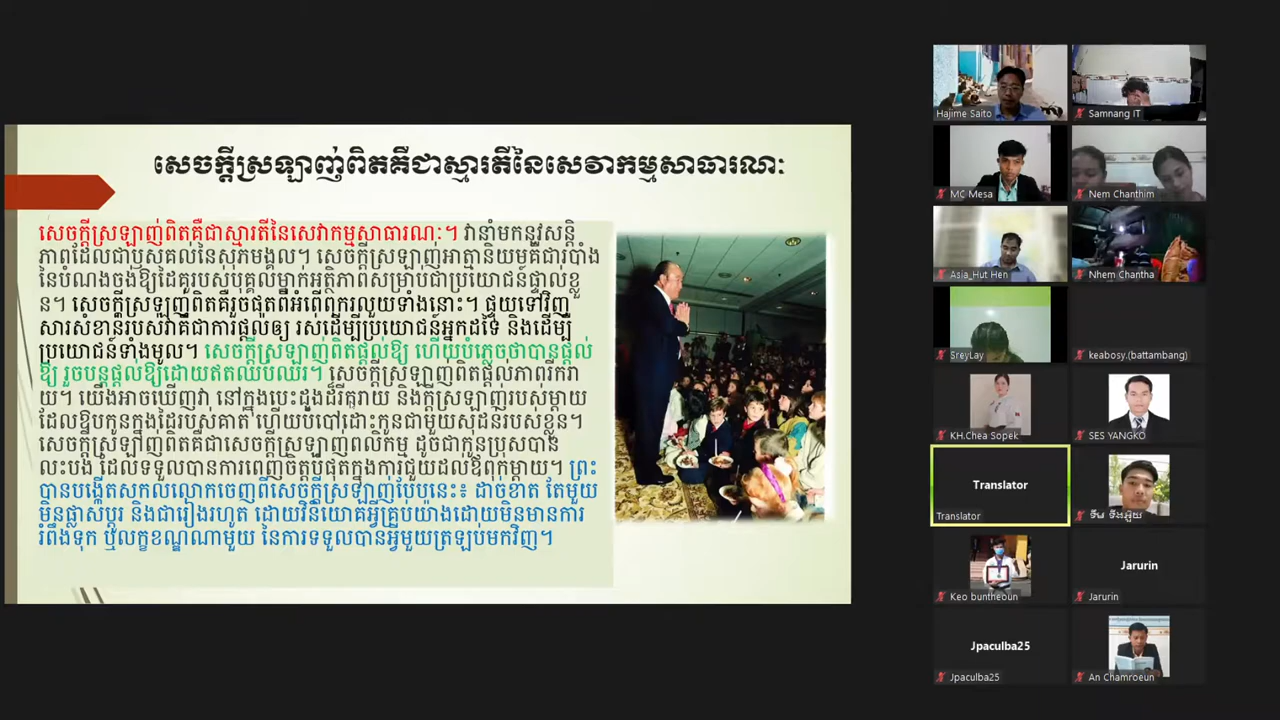 សេចក្តីស្រឡាញ់ពិតគឺជាស្មារតីនៃសេវាកម្មសាធារណៈ
សេចក្តីស្រឡាញ់ពិតគឺជាស្មារតីនៃសេវាកម្មសាធារណៈ។ វានាំមកនូវសន្តិ
ភាពដែលជាឫសគល់នៃសុភមង្គល។ សេចក្តីស្រឡាញ់អាត្មានិយមគឺជារបាំង
នៃបំណងចង់ឱ្យដៃគូរបស់បុគ្គលម្នាក់អត្ថិភាពសម្រាប់ជាប្រយោជន៍ផ្ទាល់ខ្លួ
ន។ សេចក្តីស្រឡាញ់ពិតគឺរួចផុតពីអំពើពុករលួយទាំងនោះ។ ផ្ទុយទៅវិញ
សារសំខាន់របស់វាគឺជាការផ្តល់ឲ្យ រស់ដើម្បីប្រយោជន៍អ្នកដទៃ និងដើម្បី
ប្រយោជន៍ទាំងមូល។ សេចក្តីស្រឡាញ់ពិតផ្តល់ឱ្យ ហើយបំភ្លេចថាបានផ្តល់
ឱ្យ រួចបន្តផ្តល់ឱ្យដោយឥតឈប់ឈរ។ សេចក្តីស្រឡាញ់ពិតផ្តល់ភាពរីករា
យ។ យើងអាចឃើញវា នៅក្នុងបេះដូងដ៏រីករាយ និងក្តីស្រឡាញ់របស់ម្តាយ
ដែលឱបកូនក្នុងដៃរបស់គាត់ ហើយបំបៅដោះកូនជាមួយសុដន់របស់ខ្លួន។
សេចក្តីស្រឡាញ់ពិតគឺជាសេចក្តីស្រឡាញ់ពលិកម្ម ដូចជាកូនប្រុសបាន
លះបង់ ដែលទទួលបានការពេញចិត្តបំផុតក្នុងការជួយដល់ឪពុកម្តាយ។ ព្រះ
បានបង្កើតសកលលោកចេញពីសេចក្តីស្រឡាញ់បែបនេះ៖ ដាច់ខាត តែមួយ
មិនផ្លាស់ប្តូរ និងជារៀងរហូត ដោយវិនិយោគអ្វីគ្រប់យ៉ាងដោយមិនមានការ
រំពឹងទុក ឬលក្ខខណ្ឌណាមួយ នៃការទទួលបានអ្វីមួយត្រឡប់មកវិញ។
Hajime Saito
Samnang IT
MC Mesa
Nem Chanthim
Asia_Hut Hen
Nhem Chantha
SreyLay
keabosy.(battambang)
KH.Chea Sopek
SES YANGKO
Translator
Translator
Keo buntheoun
Jarurin
Jarurin
Jpaculba25
Jpaculba25
An Chamroeun